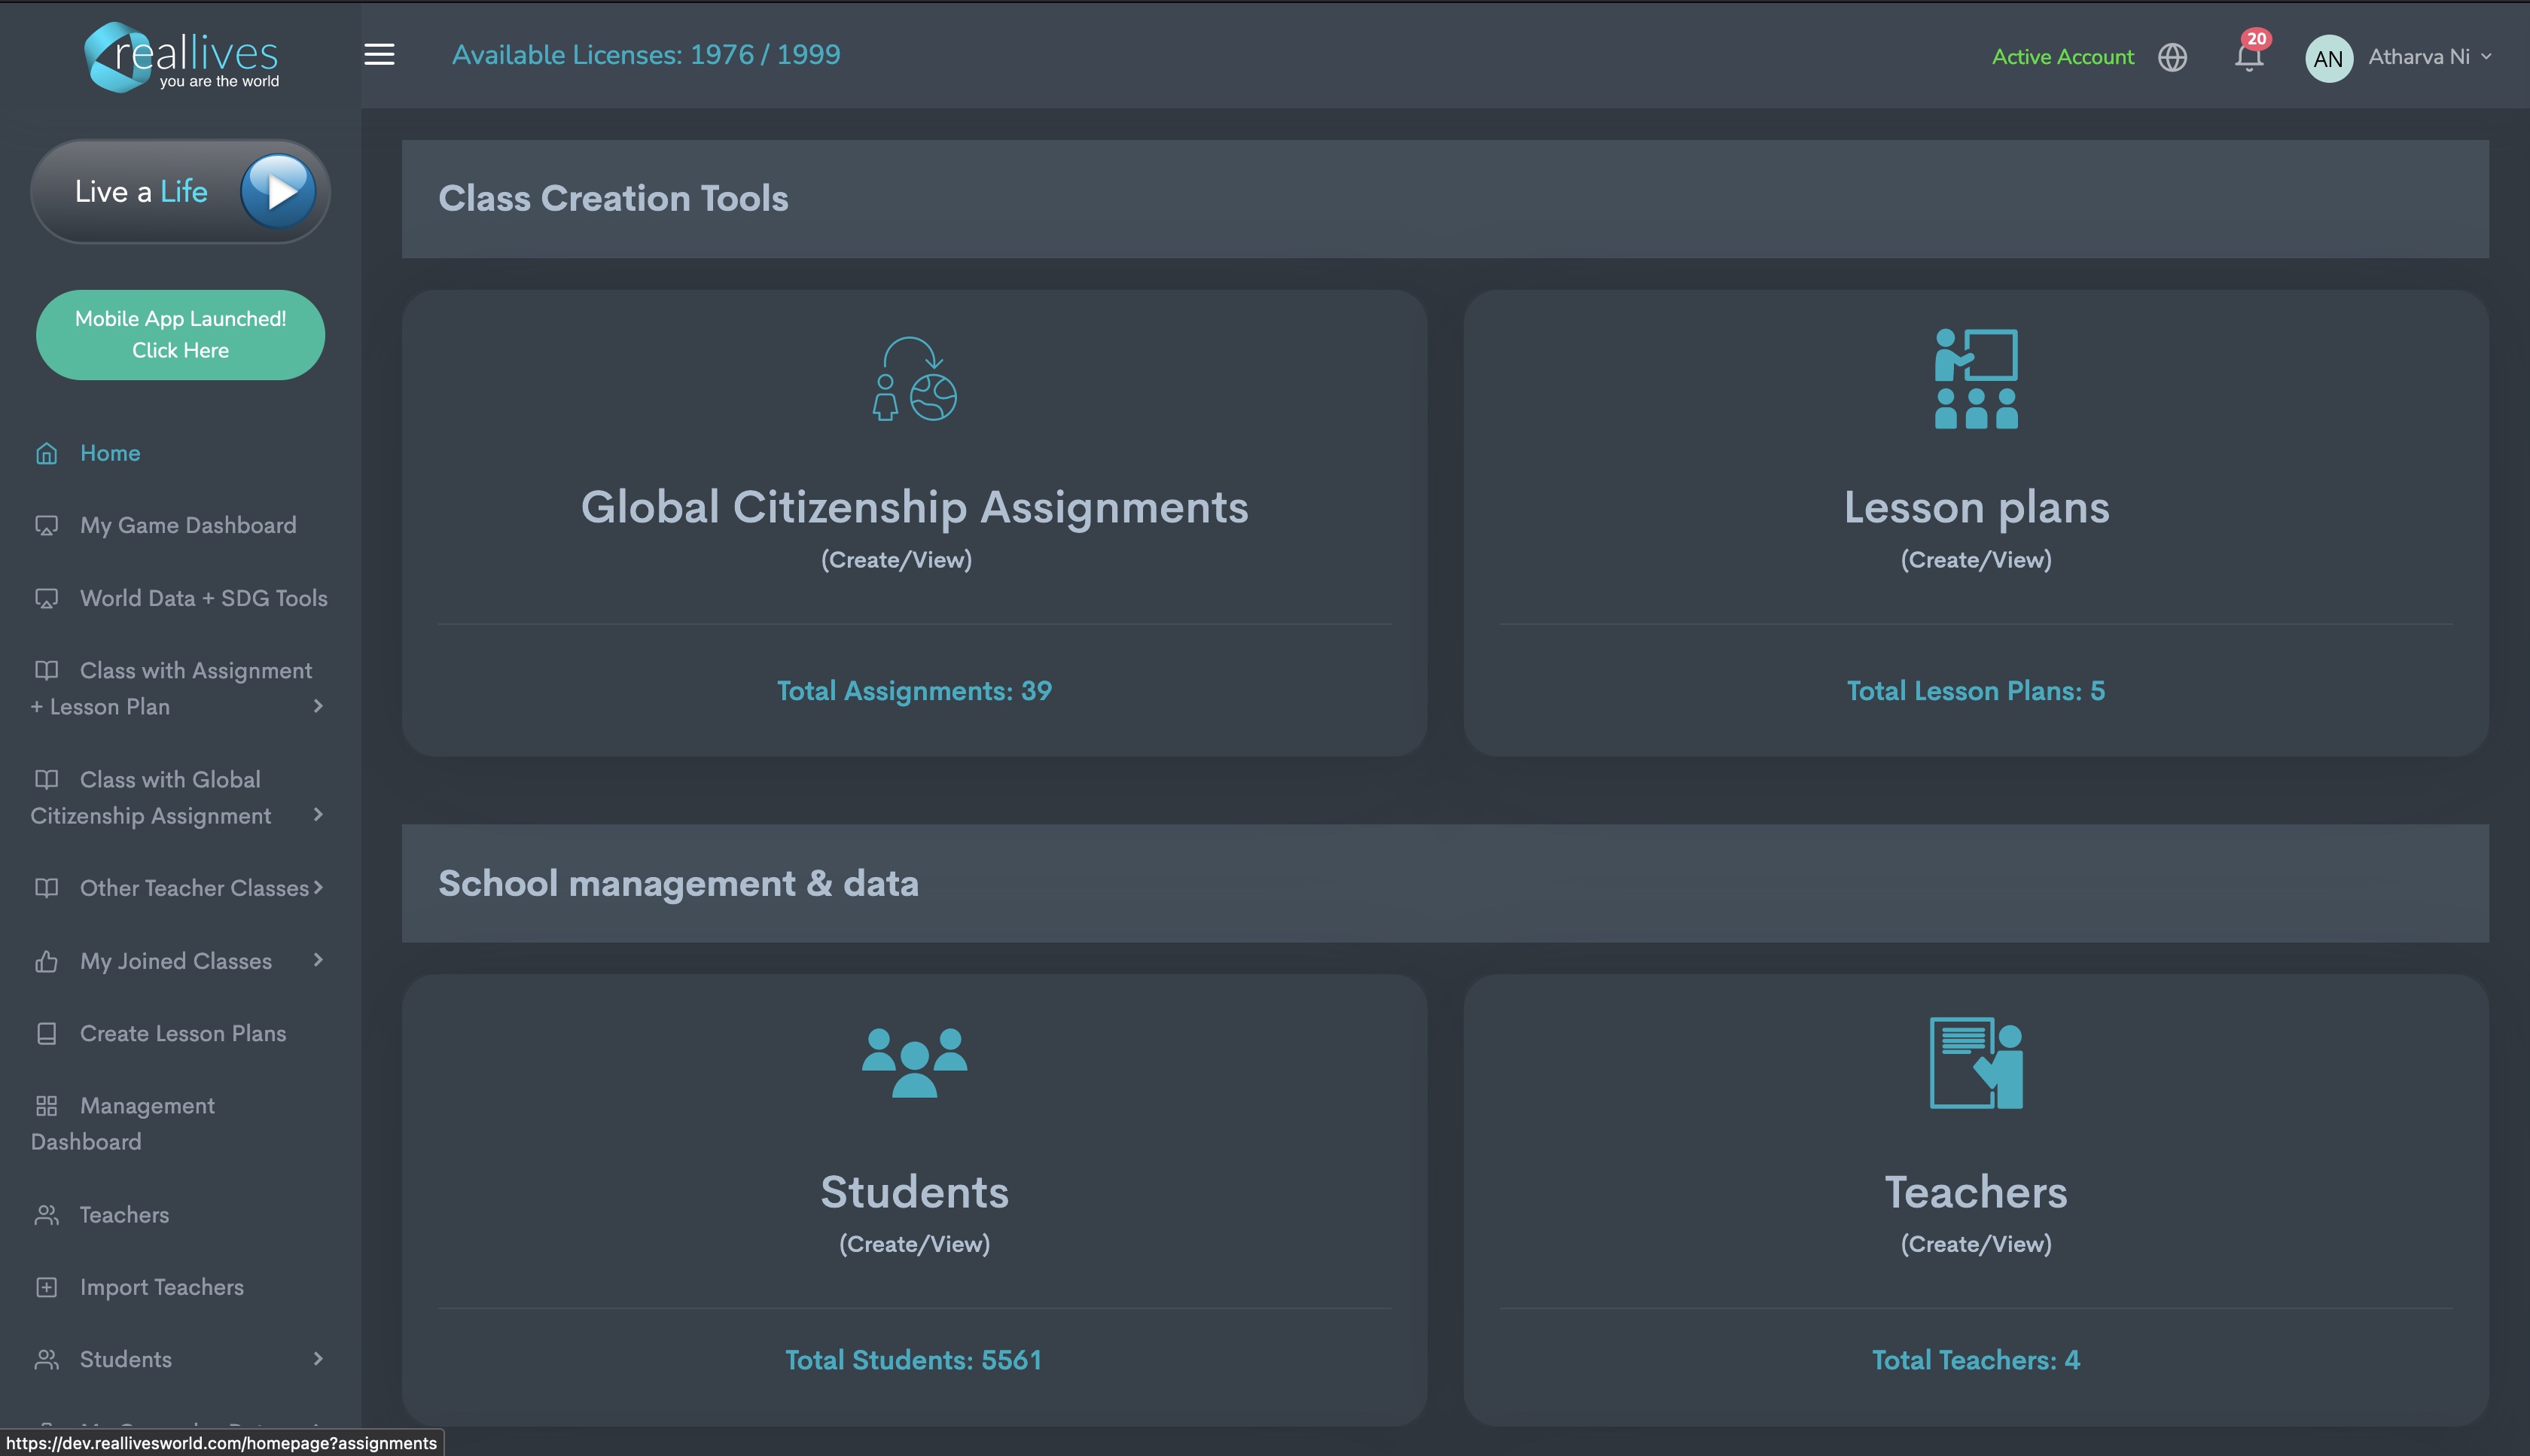 reallives
you are the world
Available Licenses: 1976 / 1999
Active Account
20
AN
Atharva Ni
Live a Life
Mobile App Launched!
Click Here
Home
My Game Dashboard
World Data + SDG Tools
Class with Assignment
+ Lesson Plan
Class with Global
Citizenship Assignment
Other Teacher Classes
My Joined Classes
Create Lesson Plans
Management
Dashboard
Teachers
Import Teachers
Students
Class Creation Tools
Global Citizenship Assignments
(Create/View)
Total Assignments: 39
Lesson plans
(Create/View)
Total Lesson Plans: 5
School management & data
Students
(Create/View)
Total Students: 5561
Teachers
(Create/View)
Total Teachers: 4
https://dev.reallivesworld.com/homepage?assignments